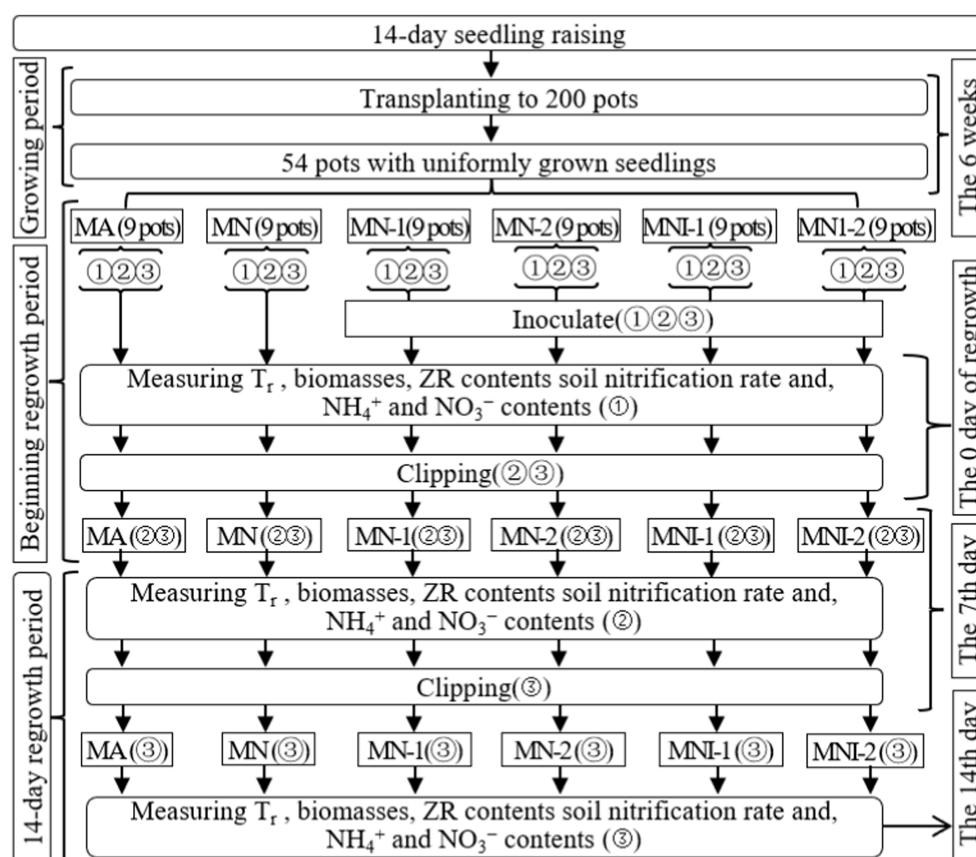 14-day seedling raising
Growing period
Transplanting to 200 pots
The 6 weeks
54 pots with uniformly grown seedlings
Beginning regrowth period
MA(9 pots) MN(9 pots) MN-1(9 pots) MN-2(9 pots) MNI-1(9 pots) MN1-2(9 pots)
①②③ ①②③ ①②③ ①②③ ①②③ ①②③
Inoculate(①②③)
The 0 day of regrowth
Measuring Tr , biomasses, ZR contents soil nitrification rate and,
NH4+ and NO3− contents (①)
Clipping(②③)
MA(②③) MN(②③) MN-1(②③) MN-2(②③) MNI-1(②③) MNI-2(②③)
The 7th day
14-day regrowth period
Measuring Tr , biomasses, ZR contents soil nitrification rate and,
NH4+ and NO3− contents (②)
Clipping(③)
MA(③) MN(③) MN-1(③) MN-2(③) MNI-1(③) MNI-2(③)
The 14th day
Measuring Tr , biomasses, ZR contents soil nitrification rate and,
NH4+ and NO3− contents (③)